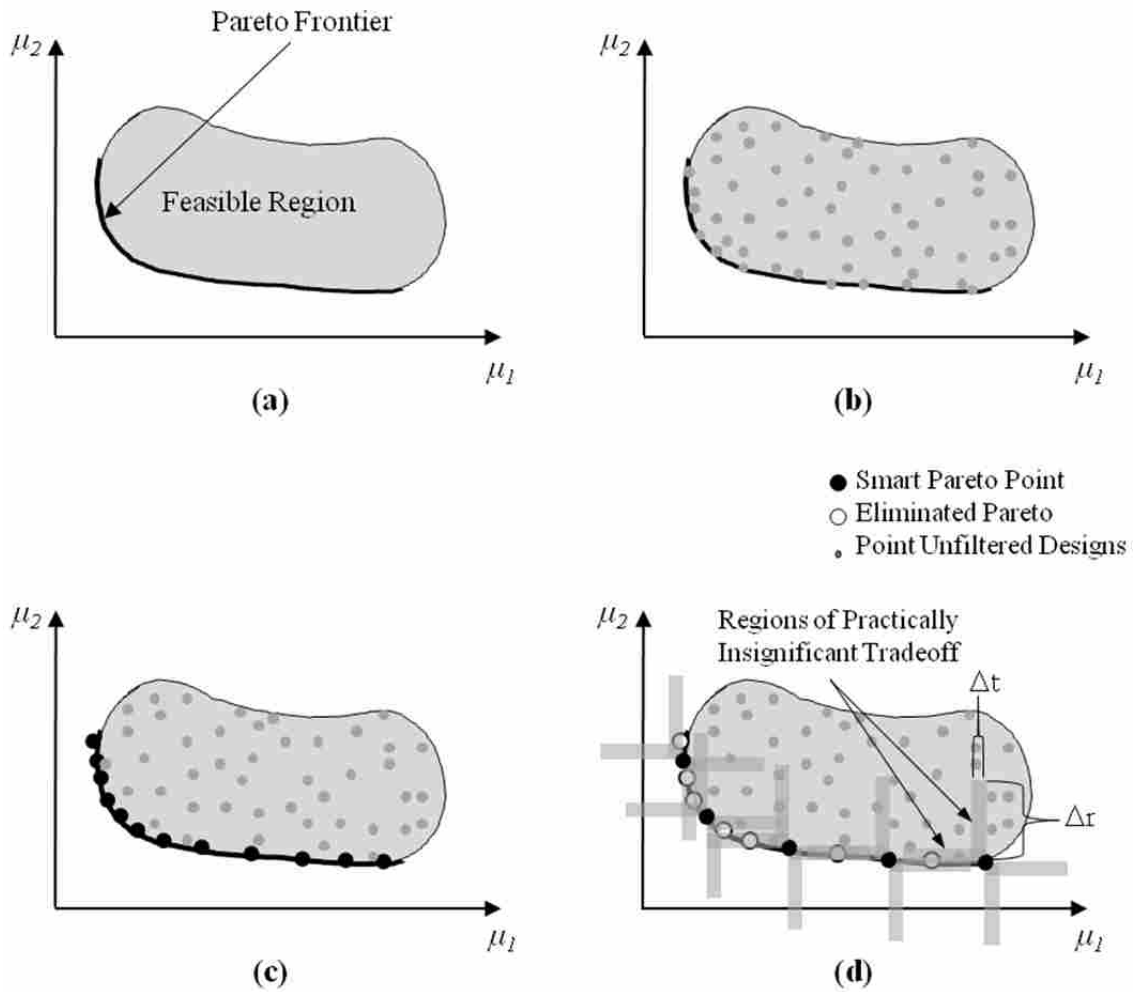 Pareto Frontier
μ2
Feasible Region
μ1
(a)
μ2
μ1
(b)
Smart Pareto Point
Eliminated Pareto
Point Unfiltered Designs
μ2
μ1
(c)
μ2
Regions of Practically
Insignificant Tradeoff
Δt
Δr
μ1
(d)